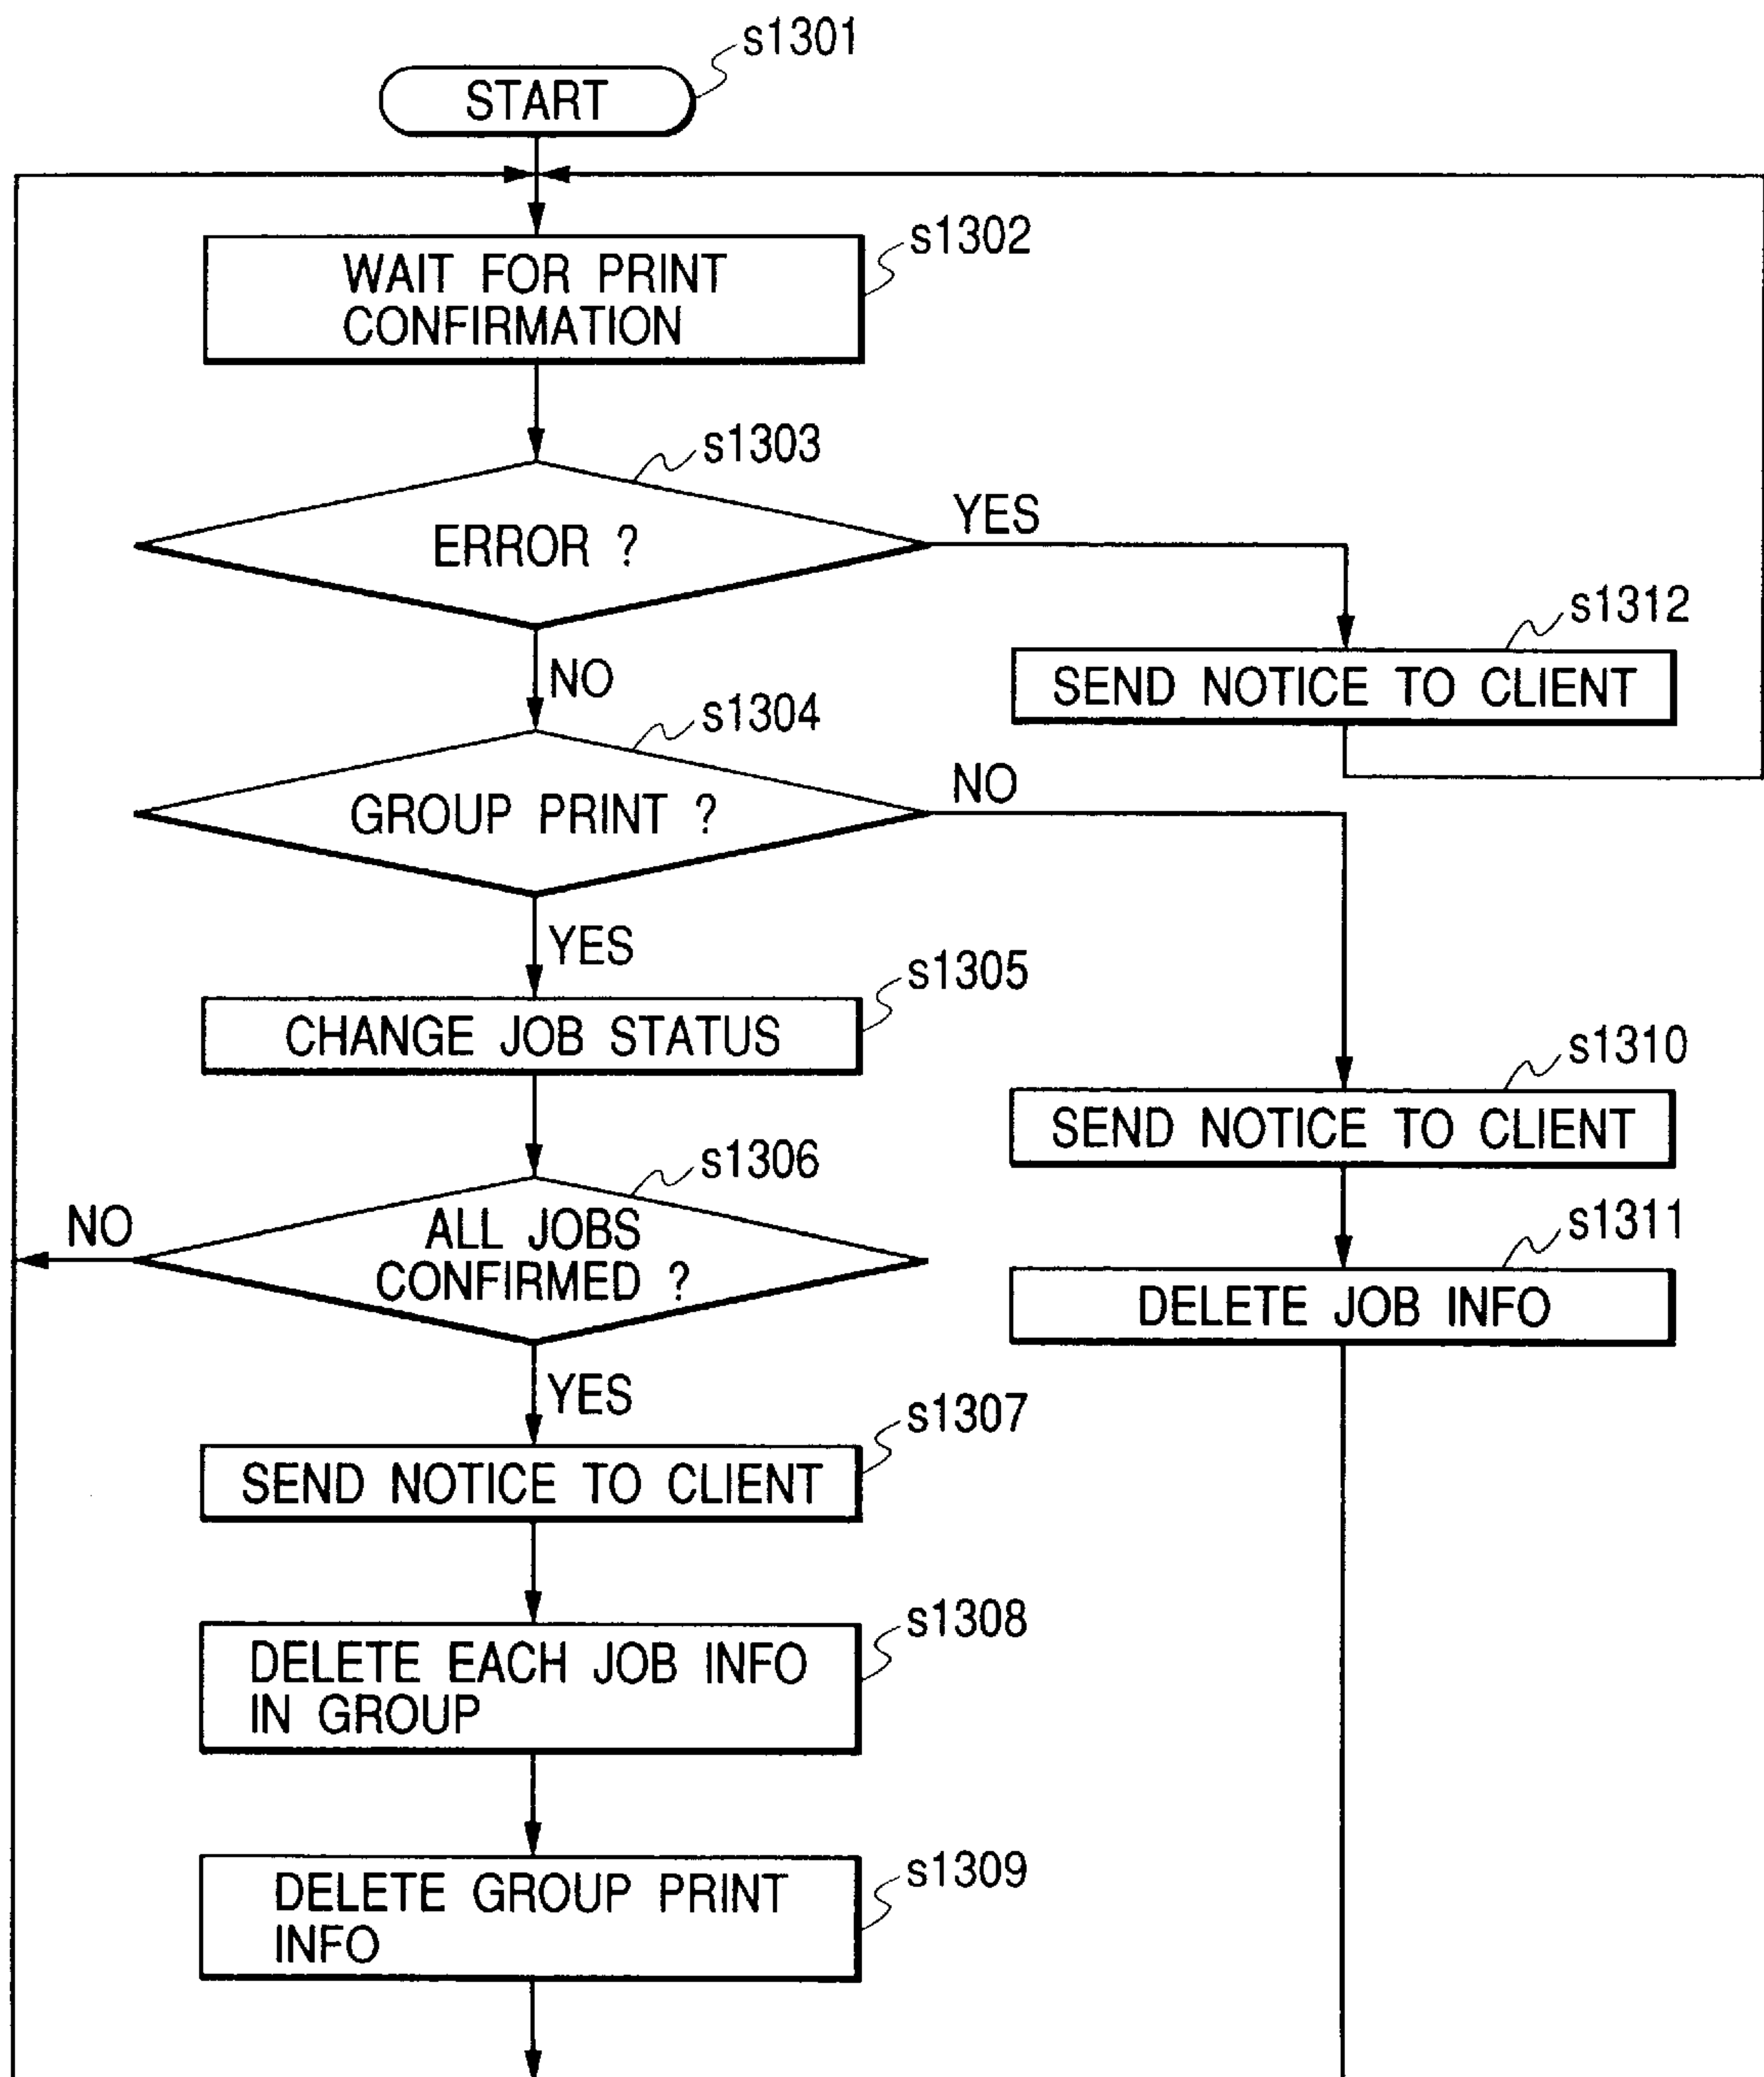 s1301
START
s1302
WAIT FOR PRINT
CONFIRMATION
s1303
ERROR ?
YES
s1312
SEND NOTICE TO CLIENT
NO
s1304
GROUP PRINT ?
NO
YES
s1305
CHANGE JOB STATUS
s1310
SEND NOTICE TO CLIENT
s1306
ALL JOBS
CONFIRMED ?
NO
s1311
DELETE JOB INFO
YES
s1307
SEND NOTICE TO CLIENT
s1308
DELETE EACH JOB INFO
IN GROUP
s1309
DELETE GROUP PRINT
INFO